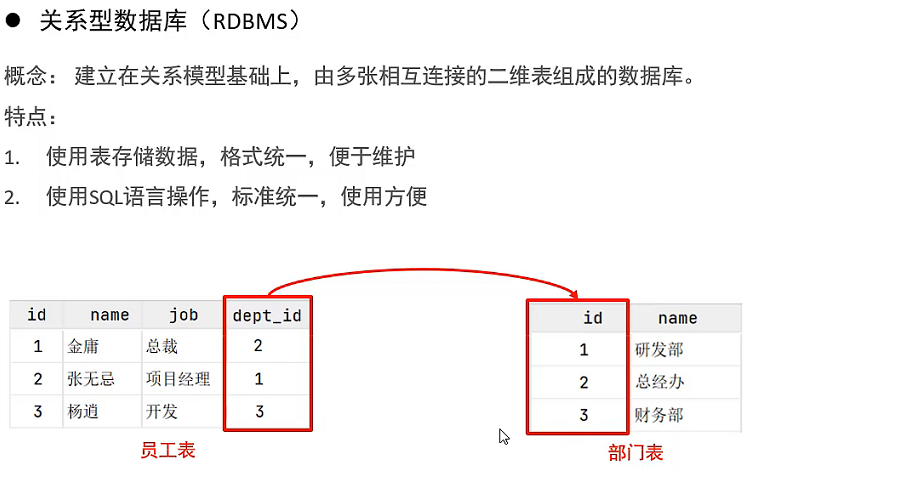 ● 关系型数据库（RDBMS）
概念： 建立在关系模型基础上，由多张相互连接的二维表组成的数据库。
特点：
1. 使用表存储数据，格式统一，便于维护
2. 使用SQL语言操作，标准统一，使用方便
id name job dept_id
1 金庸 总裁 2
2 张无忌 项目经理 1
3 杨逍 开发 3
员工表
id name
1 研发部
2 总经办
3 财务部
部门表